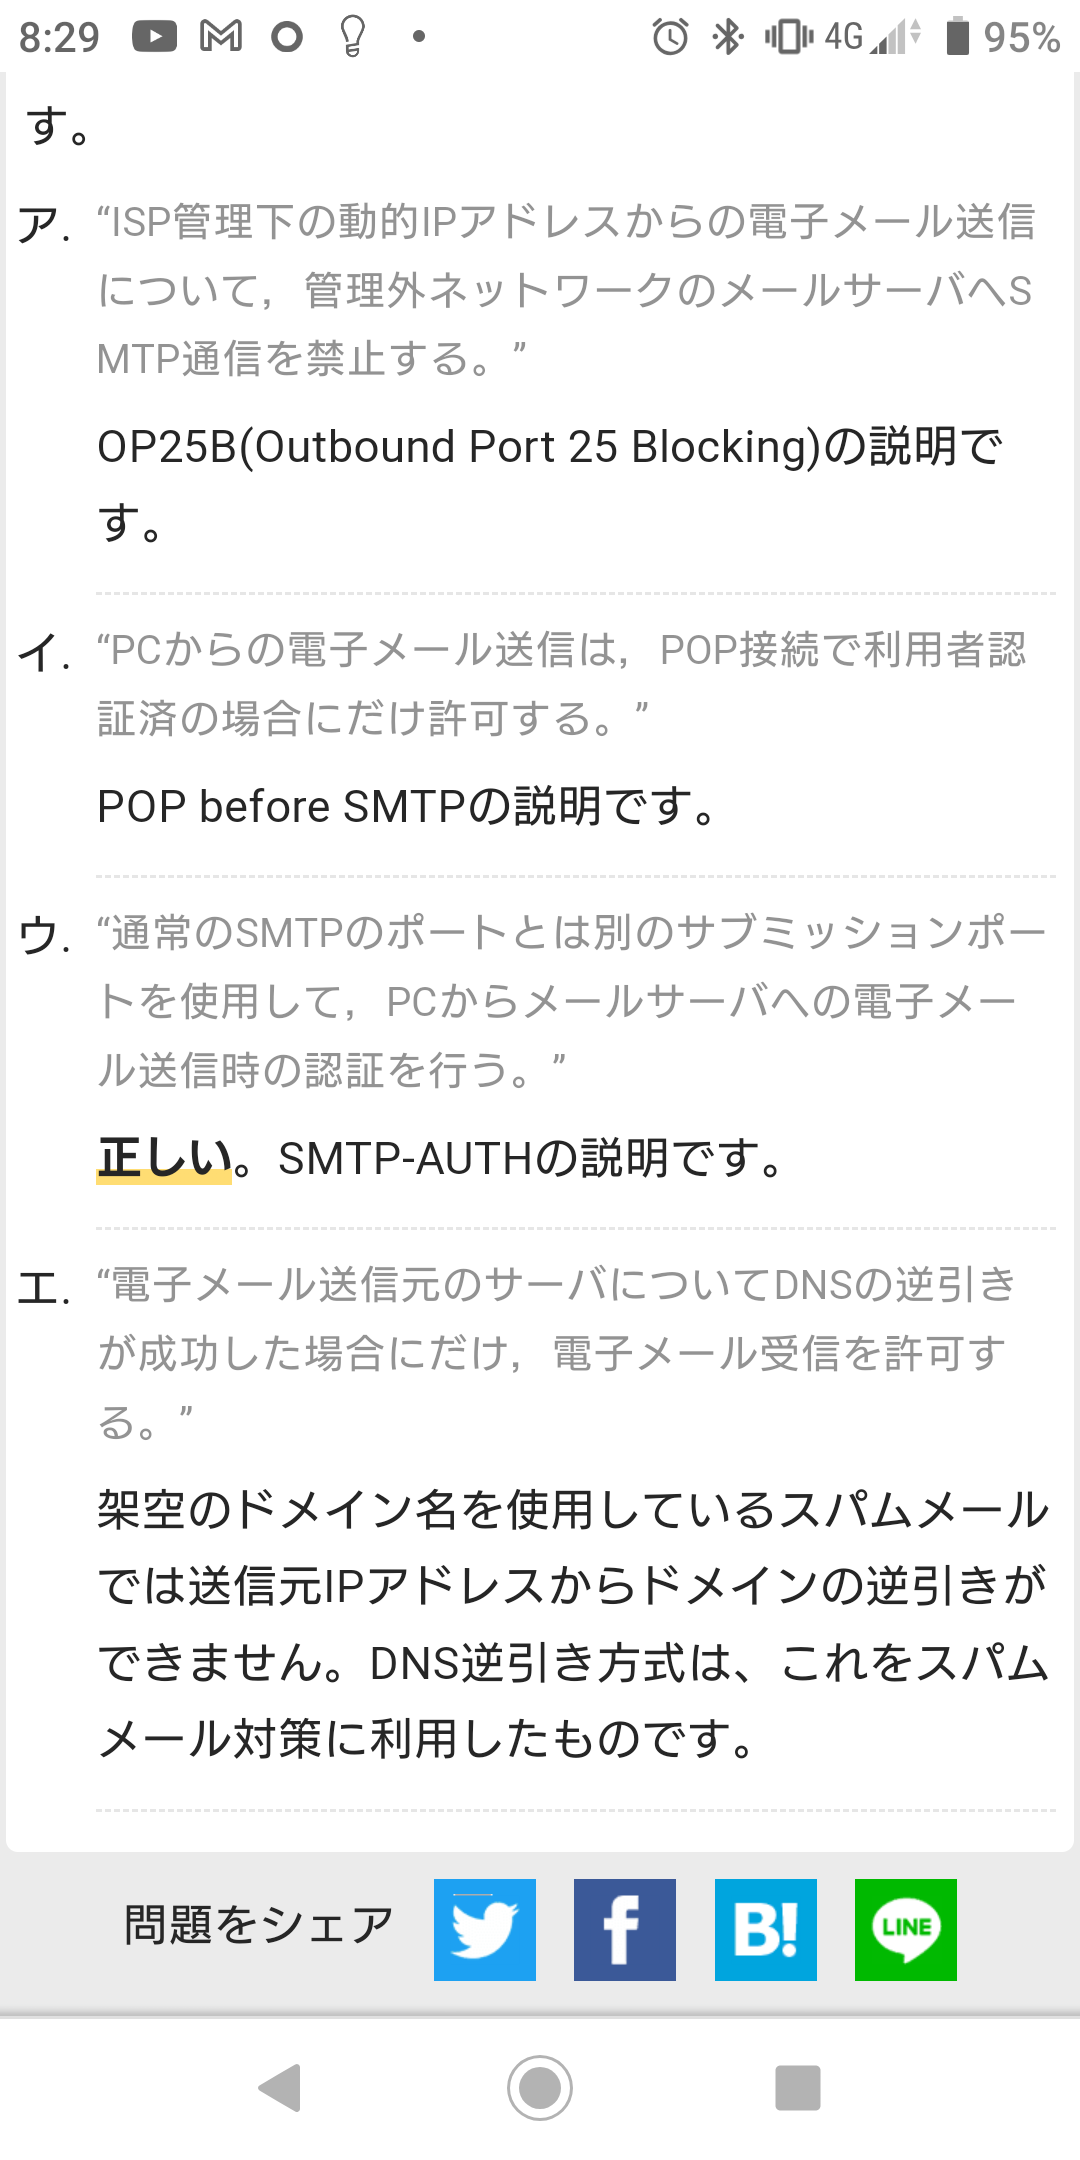 8:29
4G
95%
す。
ア.
“ISP管理下の動的IPアドレスからの電子メール送信
について，管理外ネットワークのメールサーバへS
MTP通信を禁止する。”
OP25B(Outbound Port 25 Blocking)の説明で
す。
イ.
“PCからの電子メール送信は，POP接続で利用者認
証済の場合にだけ許可する。”
POP before SMTPの説明です。
ウ.
“通常のSMTPのポートとは別のサブミッションポー
トを使用して，PCからメールサーバへの電子メー
ル送信時の認証を行う。”
正しい。SMTP-AUTHの説明です。
エ.
“電子メール送信元のサーバについてDNSの逆引き
が成功した場合にだけ，電子メール受信を許可す
る。”
架空のドメイン名を使用しているスパムメール
では送信元IPアドレスからドメインの逆引きが
できません。DNS逆引き方式は、これをスパム
メール対策に利用したものです。
問題をシェア
f
B!
LINE